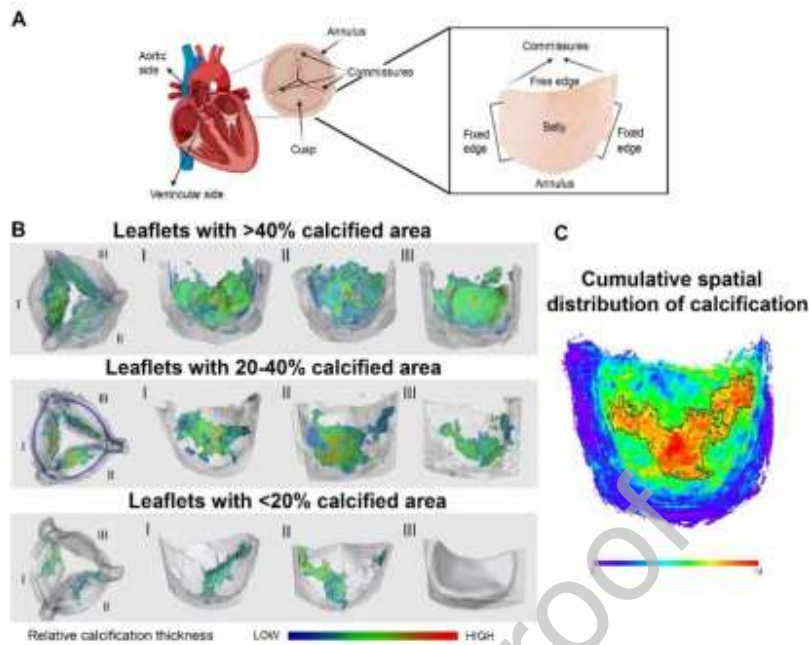 A
Aortic
side
Ventricular side
Annulus
Commissures
Cusp
Commissures
Free edge
Fixed
edge
Belly
Fixed
edge
Annulus
B
Leaflets with >40% calcified area
I
II
III
I
II
III
Leaflets with 20-40% calcified area
I
II
III
I
II
III
Leaflets with <20% calcified area
I
II
III
I
II
III
Relative calcification thickness
LOW
HIGH
C
Cumulative spatial
distribution of calcification
roof